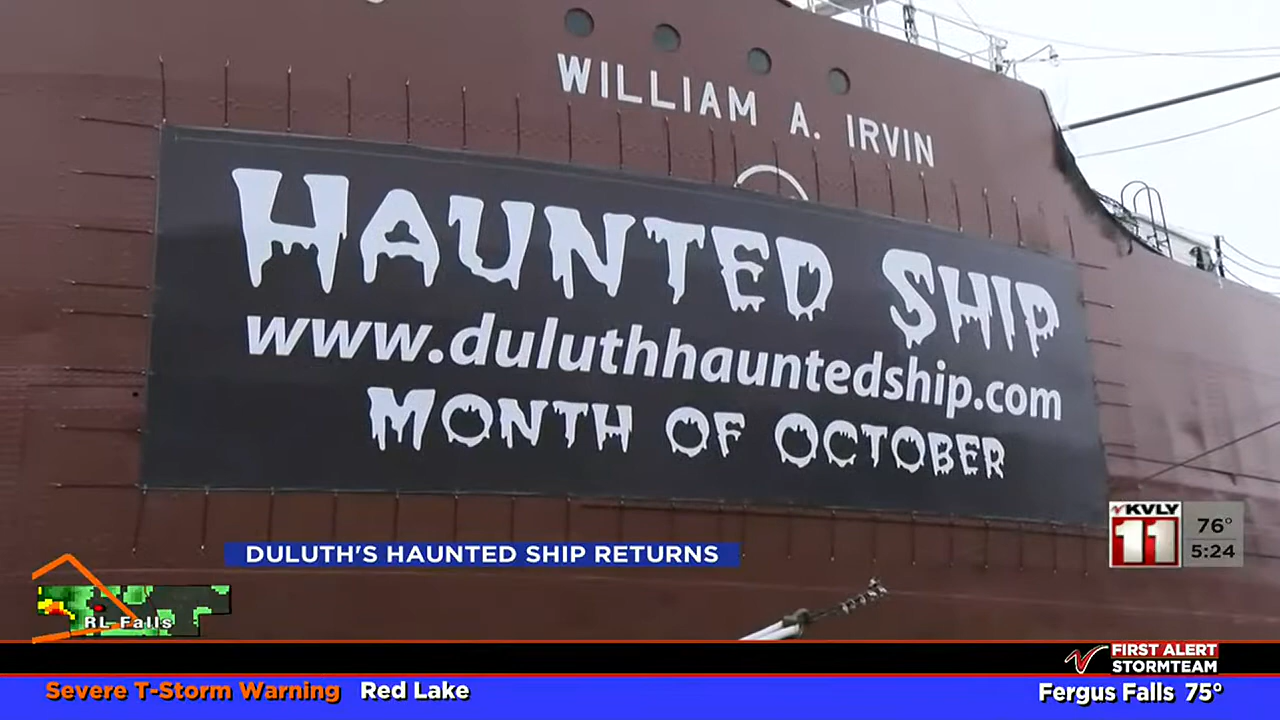 WILLIAM A. IRVIN
HAUNTED SHIP
www.duluthhauntedship.com
MONTH OF OCTOBER
KVLY
11
76°
5:24
DULUTH'S HAUNTED SHIP RETURNS
RL Falls
FIRST ALERT
STORMTEAM
Severe T-Storm Warning Red Lake
Fergus Falls 75°